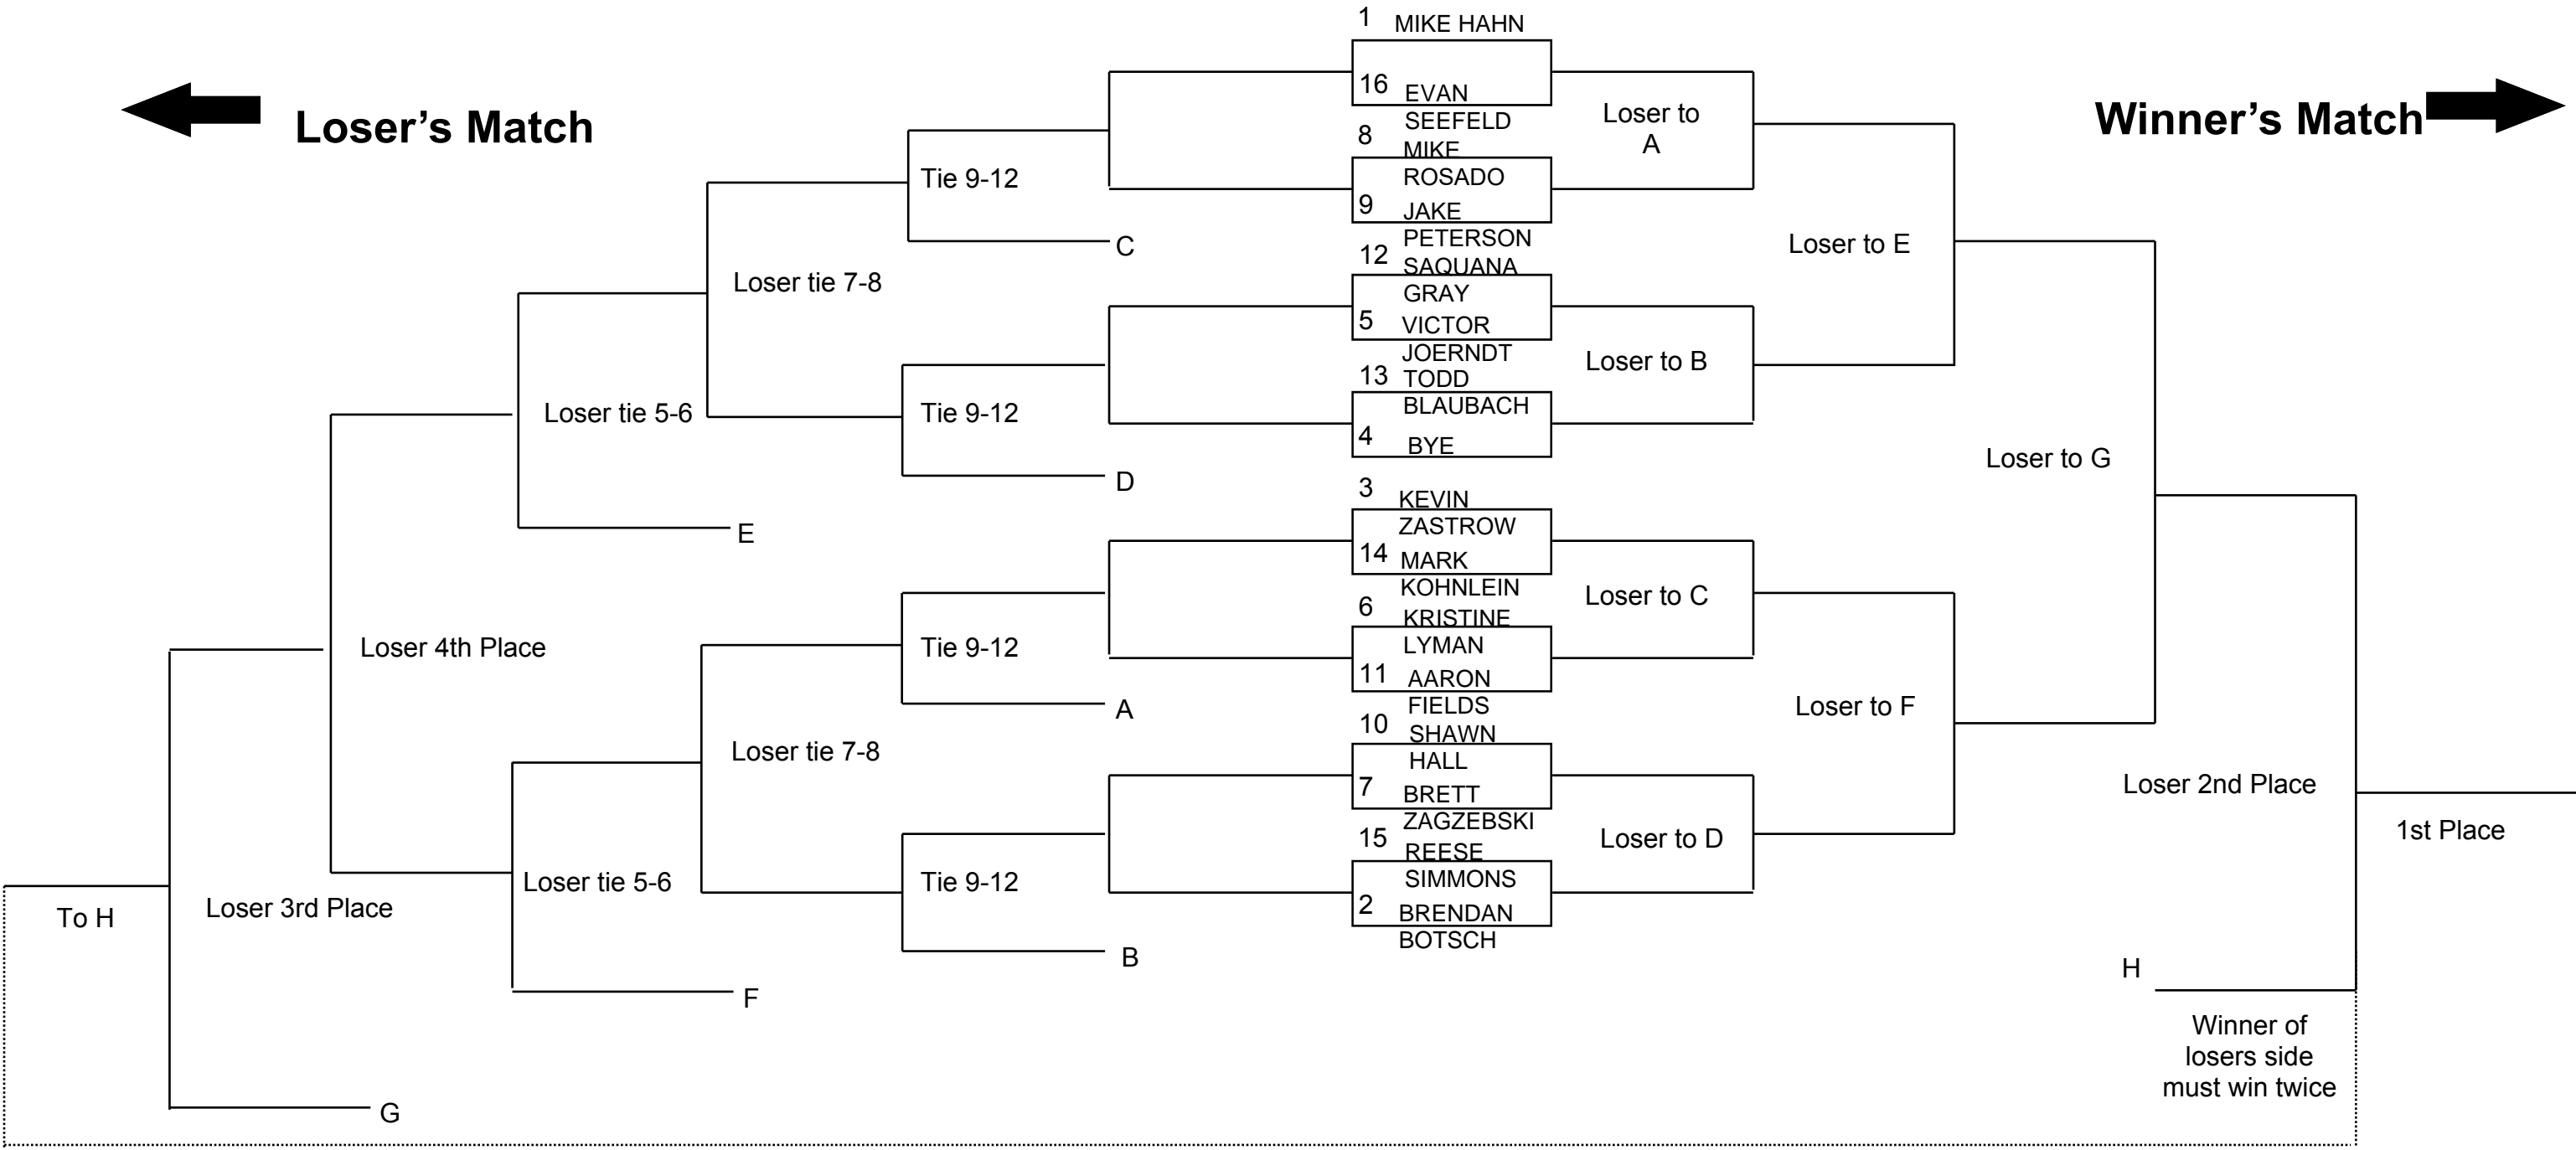 Loser’s Match
Winner’s Match
1 MIKE HAHN
16 EVAN
SEEFELD
8 MIKE
ROSADO
9 JAKE
PETERSON
12 SAQUANA
GRAY
5 VICTOR
JOERNDT
13 TODD
BLAUBACH
4 BYE
3 KEVIN
ZASTROW
14 MARK
KOHNLEIN
6 KRISTINE
LYMAN
11 AARON
FIELDS
10 SHAWN
HALL
7 BRETT
ZAGZEBSKI
15 REESE
SIMMONS
2 BRENDAN
BOTSCH
Loser to
A
Loser to B
Loser to C
Loser to D
Loser to E
Loser to F
Loser to G
Loser 2nd Place
1st Place
H
Winner of
losers side
must win twice
Tie 9-12
C
Tie 9-12
D
Tie 9-12
A
Tie 9-12
B
Loser tie 7-8
Loser tie 7-8
Loser tie 5-6
E
Loser tie 5-6
F
Loser 4th Place
Loser 3rd Place
G
To H